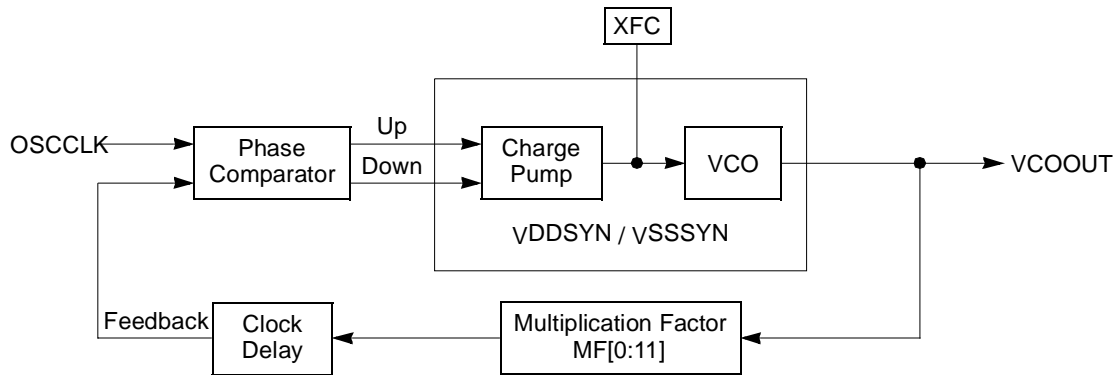 XFC
OSCCLK
Phase
Comparator
Up
Down
Charge
Pump
VCO
VCOOUT
VDDSYN / VSSSYN
Feedback
Clock
Delay
Multiplication Factor
MF[0:11]